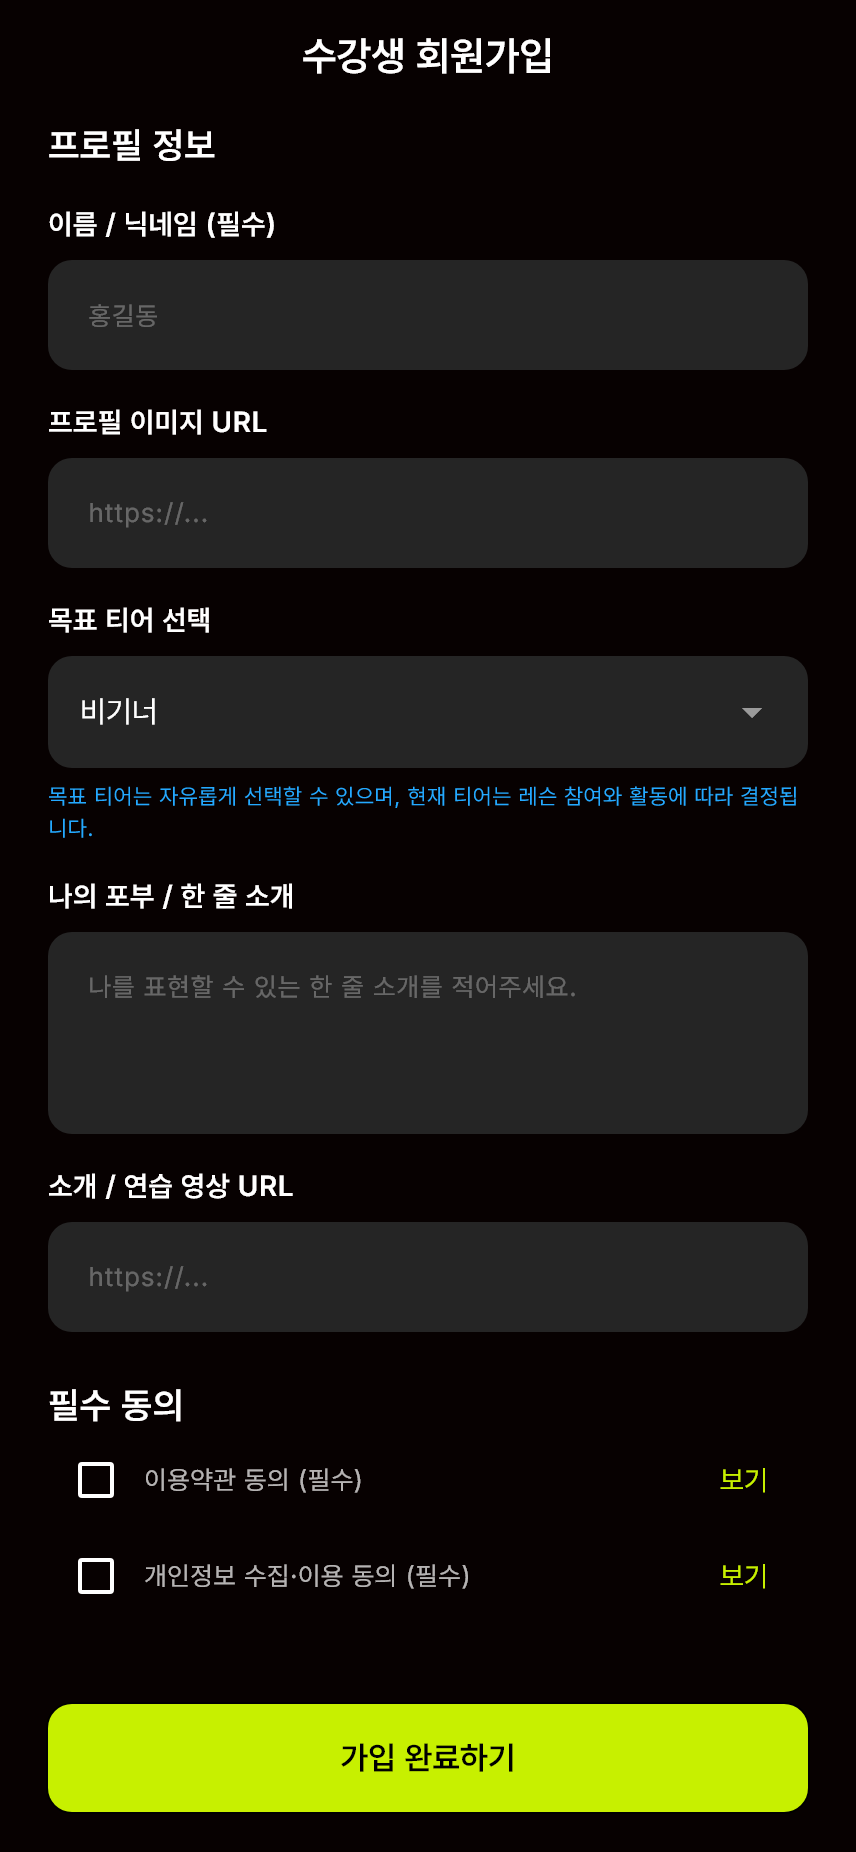 수강생 회원가입
프로필 정보
이름 / 닉네임 (필수)
홍길동
프로필 이미지 URL
https://...
목표 티어 선택
비기너
목표 티어는 자유롭게 선택할 수 있으며, 현재 티어는 레슨 참여와 활동에 따라 결정됩
니다.
나의 포부 / 한 줄 소개
나를 표현할 수 있는 한 줄 소개를 적어주세요.
소개 / 연습 영상 URL
https://...
필수 동의
이용약관 동의 (필수) 보기
개인정보 수집·이용 동의 (필수) 보기
가입 완료하기